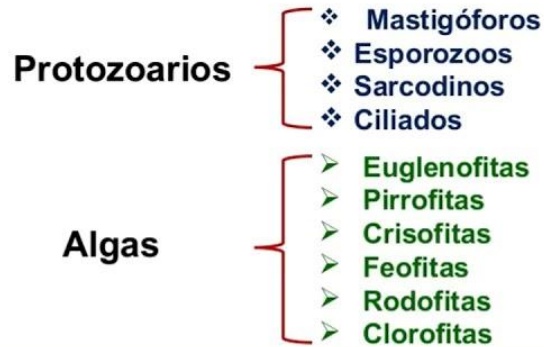 Protozoarios
Mastigóforos
Esporozoos
Sarcodinos
Ciliados
Algas
Euglenofitas
Pirrofitas
Crisofitas
Feofitas
Rodofitas
Clorofitas